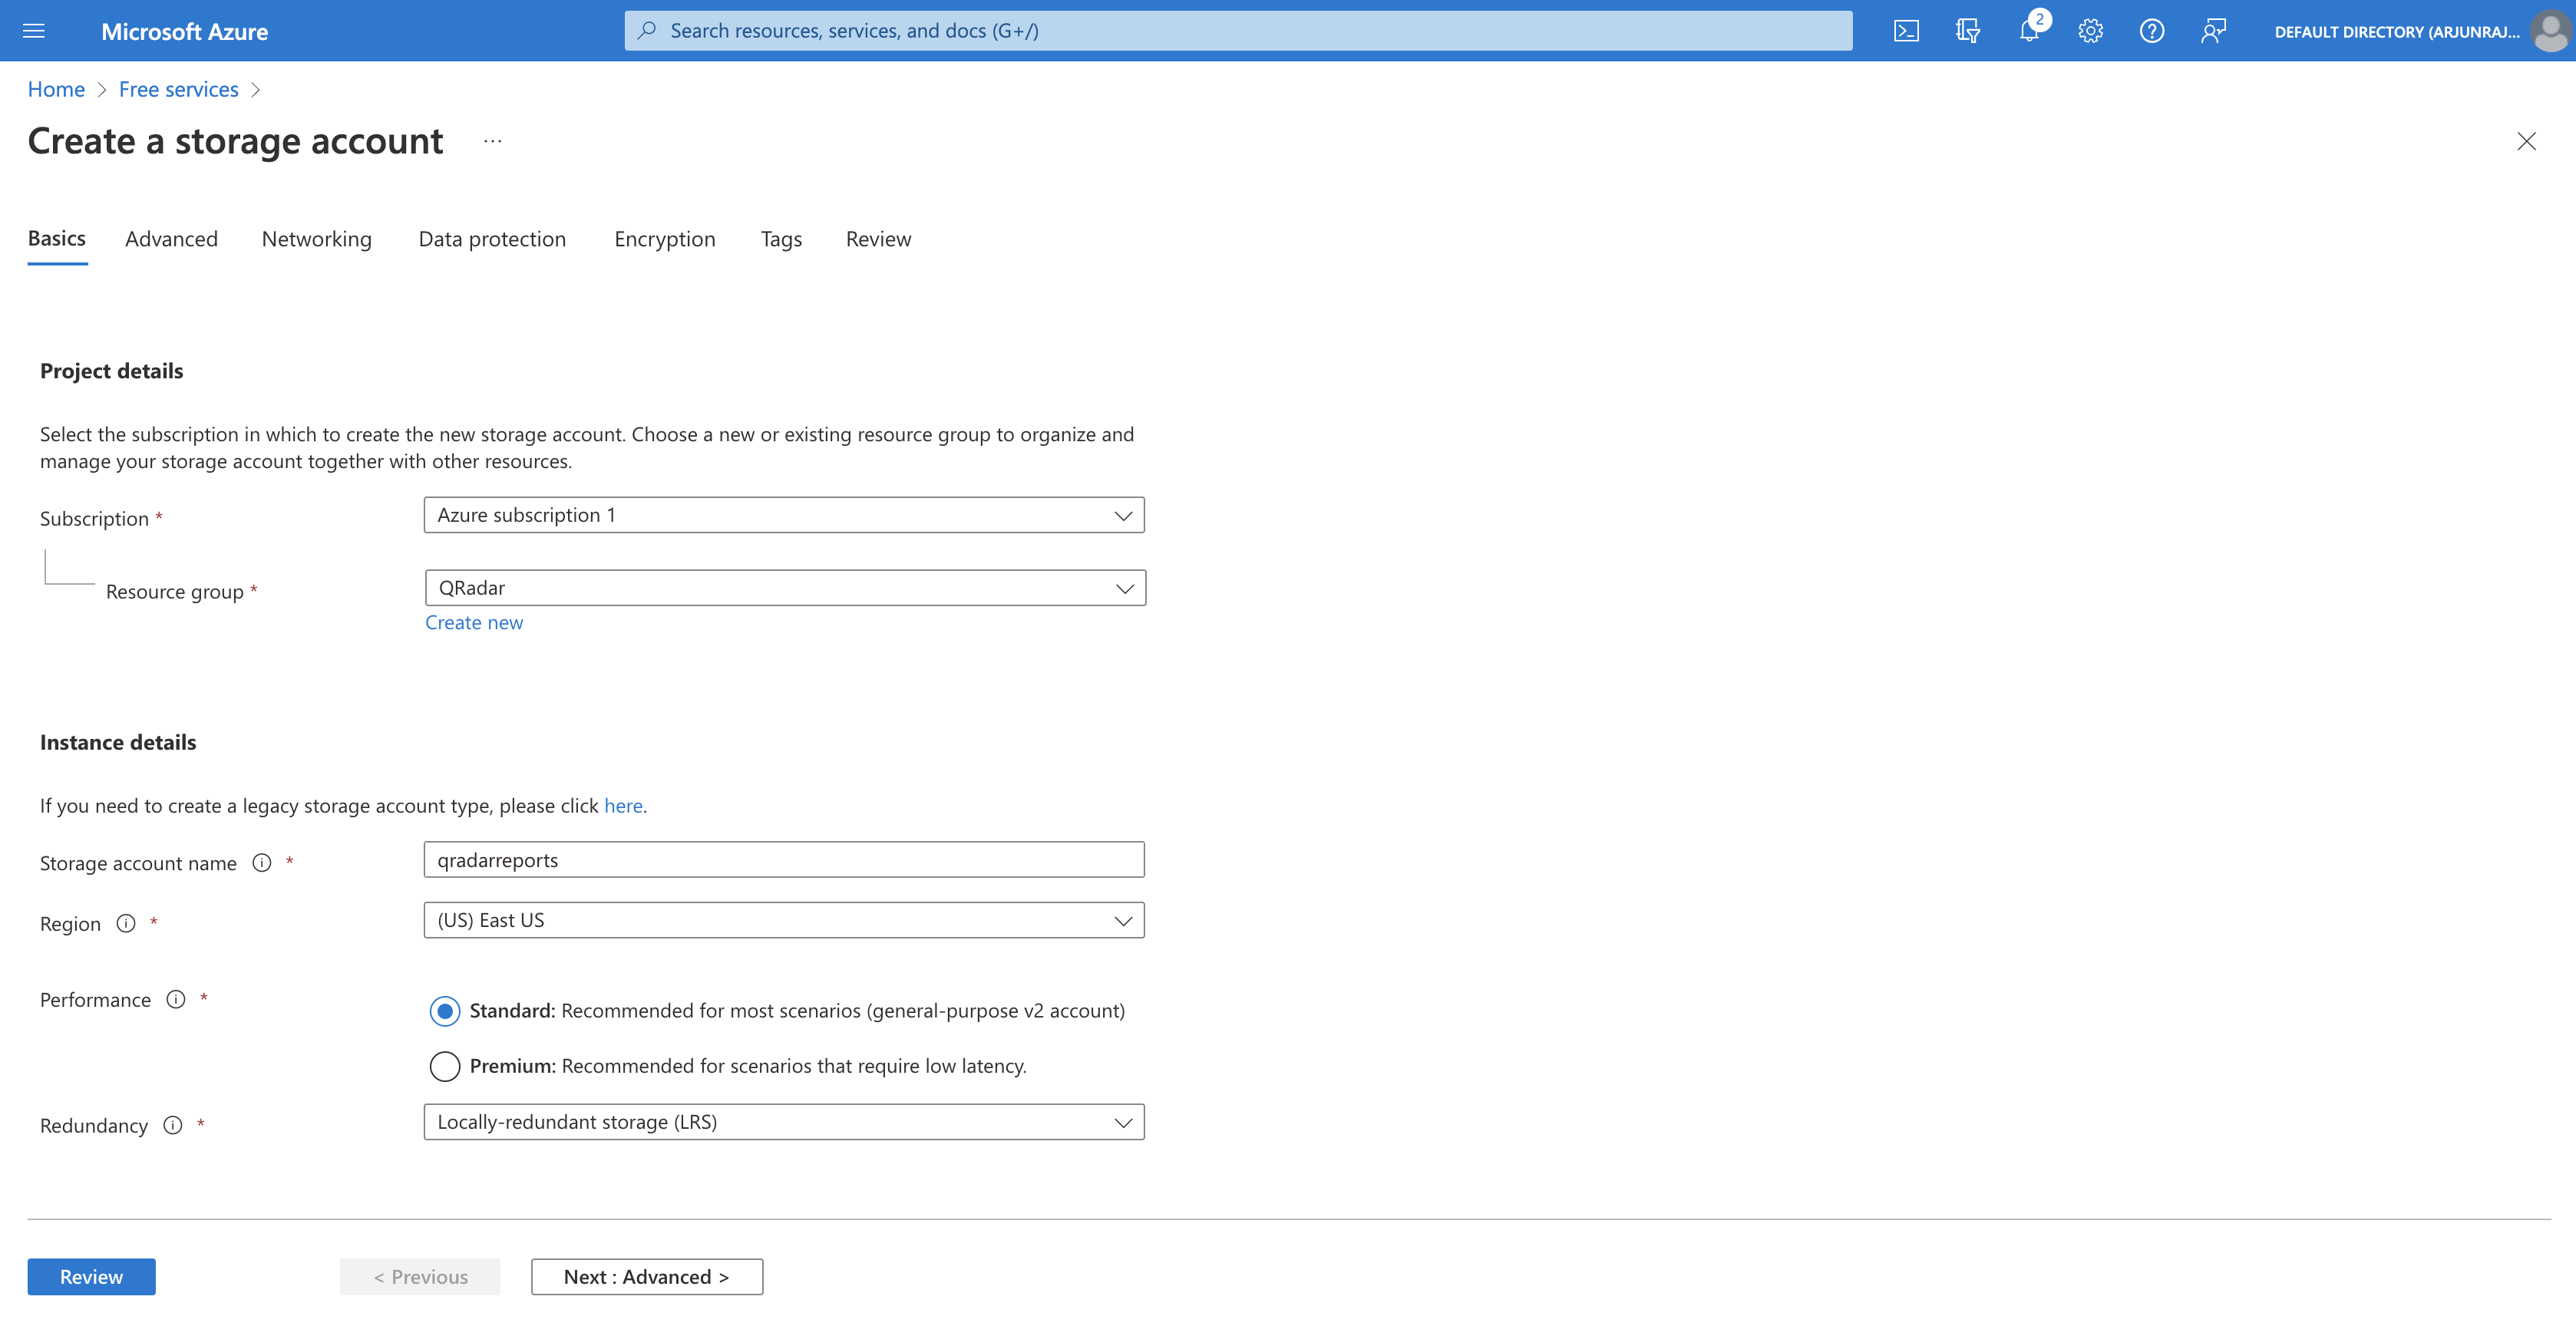 Microsoft Azure
Search resources, services, and docs (G+/)
2
DEFAULT DIRECTORY (ARJUNRAJ...
Home > Free services >
Create a storage account ...
Basics Advanced Networking Data protection Encryption Tags Review
Project details
Select the subscription in which to create the new storage account. Choose a new or existing resource group to organize and
manage your storage account together with other resources.
Subscription * Azure subscription 1
Resource group * QRadar
Create new
Instance details
If you need to create a legacy storage account type, please click here.
Storage account name * qradarreports
Region * (US) East US
Performance * Standard: Recommended for most scenarios (general-purpose v2 account)
Premium: Recommended for scenarios that require low latency.
Redundancy * Locally-redundant storage (LRS)
Review < Previous Next : Advanced >